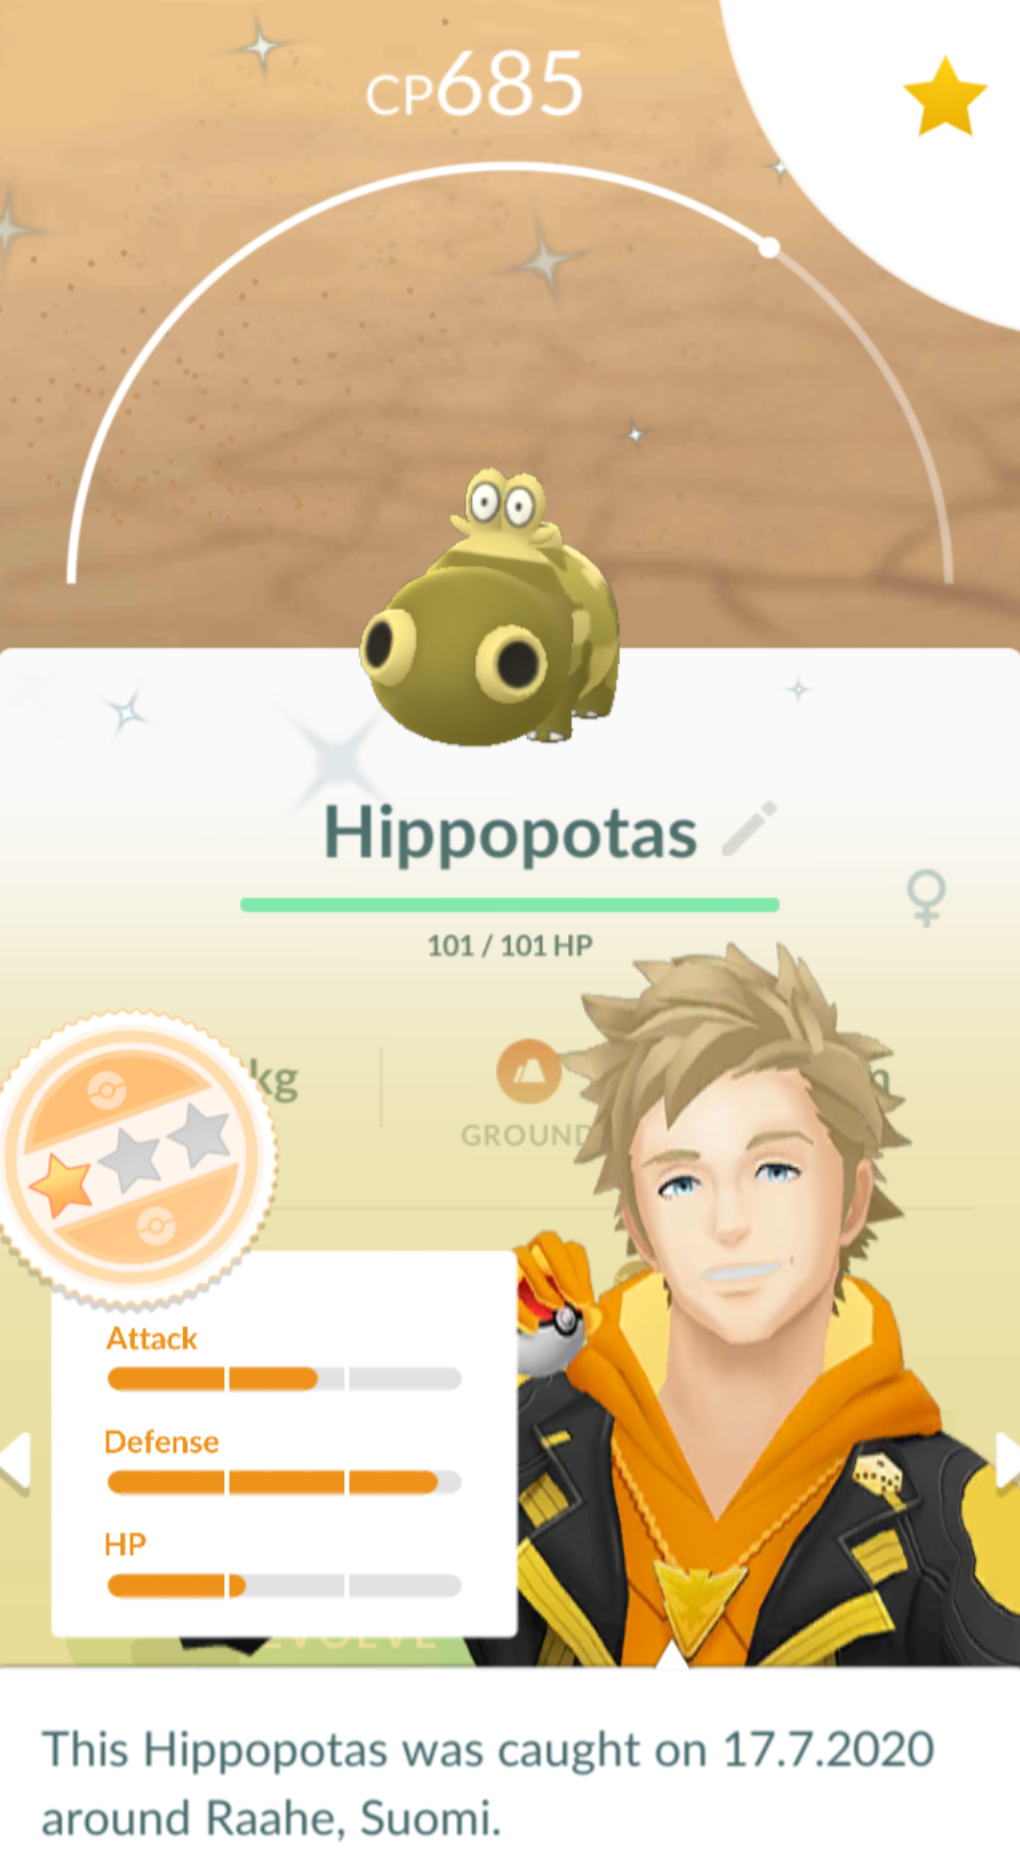 CP685
Hippopotas
101 / 101 HP
kg
GROUND
Attack
Defense
HP
EVOLVE
This Hippopotas was caught on 17.7.2020
around Raahe, Suomi.